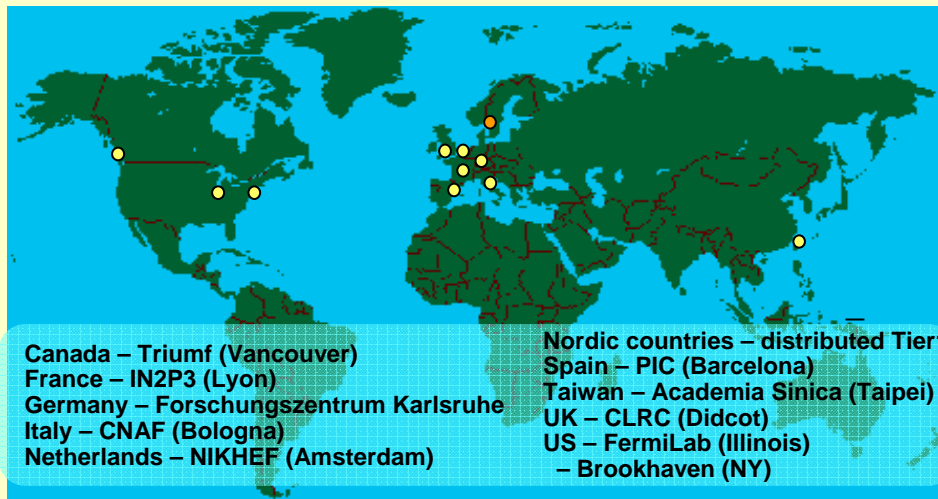 Canada – Triumf (Vancouver)
France – IN2P3 (Lyon)
Germany – Forschungszentrum Karlsruhe
Italy – CNAF (Bologna)
Netherlands – NIKHEF (Amsterdam)
Nordic countries – distributed Tier
Spain – PIC (Barcelona)
Taiwan – Academia Sinica (Taipei)
UK – CLRC (Didcot)
US – FermiLab (Illinois)
– Brookhaven (NY)